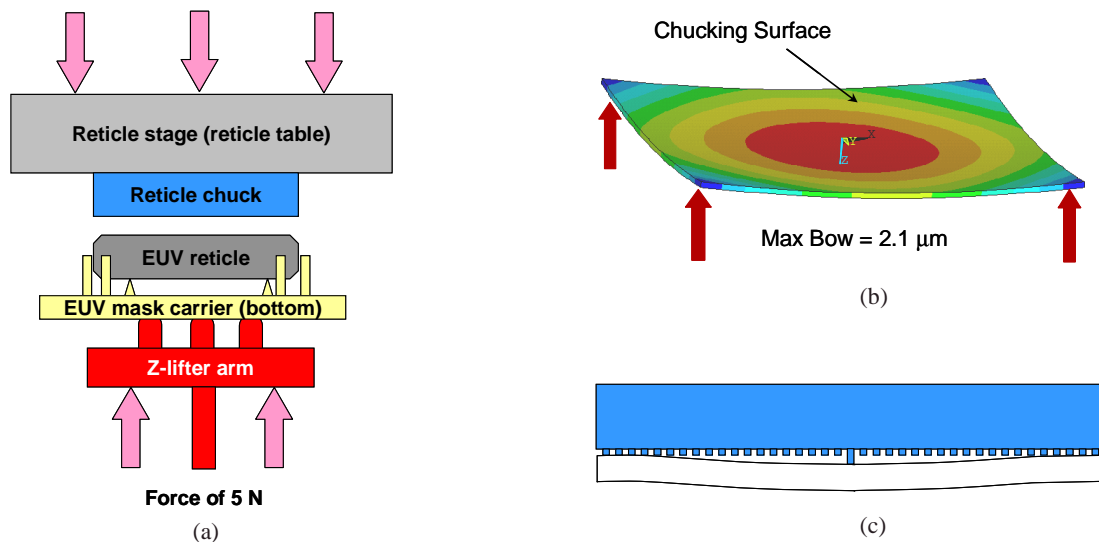 Reticle stage (reticle table)
Reticle chuck
EUV reticle
EUV mask carrier (bottom)
Z-lifter arm
Force of 5 N
(a)
Chucking Surface
X
Y
Z
Max Bow = 2.1 μm
(b)
(c)